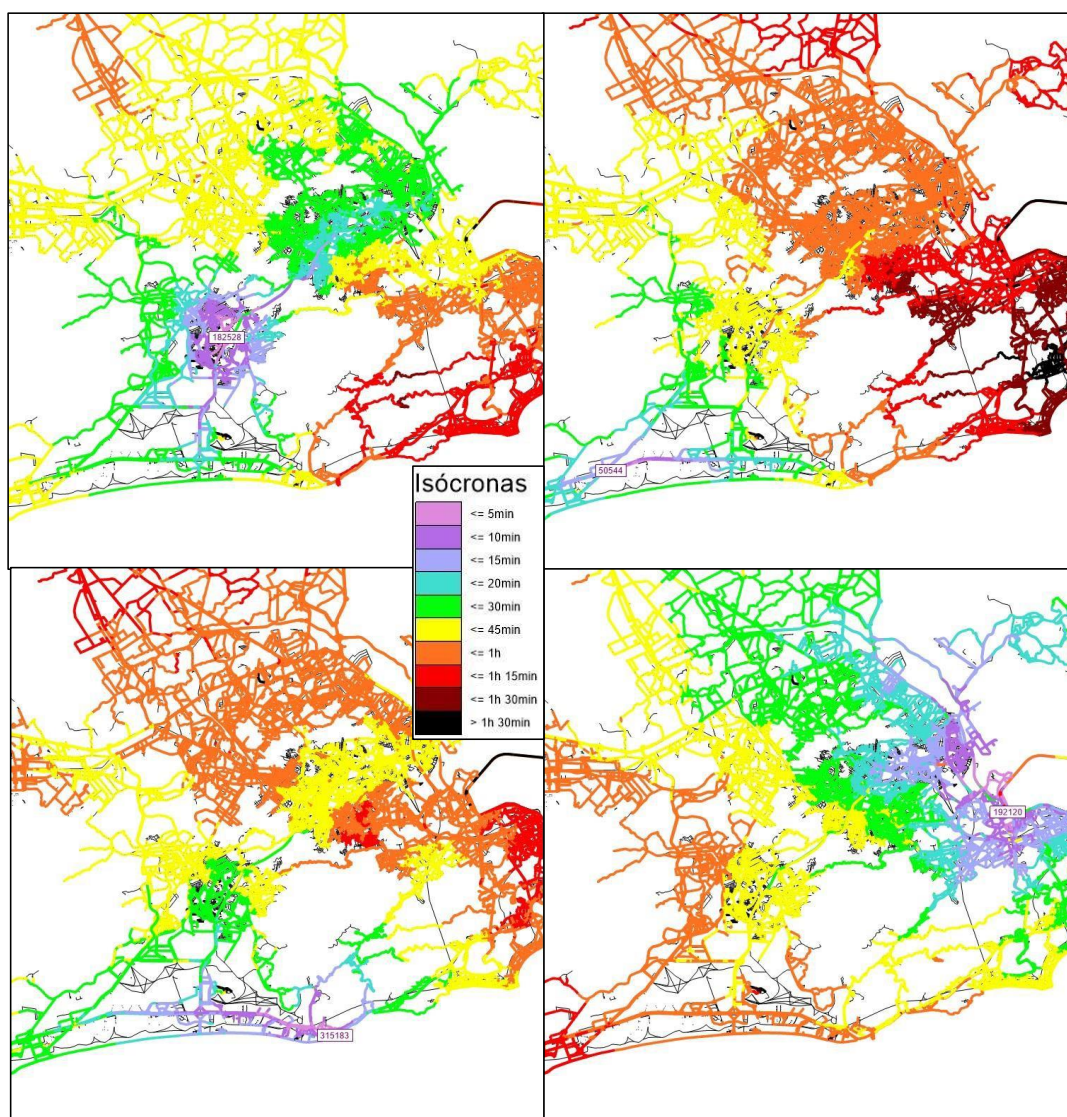 182528
50544
Isócronas
<= 5min
<= 10min
<= 15min
<= 20min
<= 30min
<= 45min
<= 1h
<= 1h 15min
<= 1h 30min
> 1h 30min
192120
315183